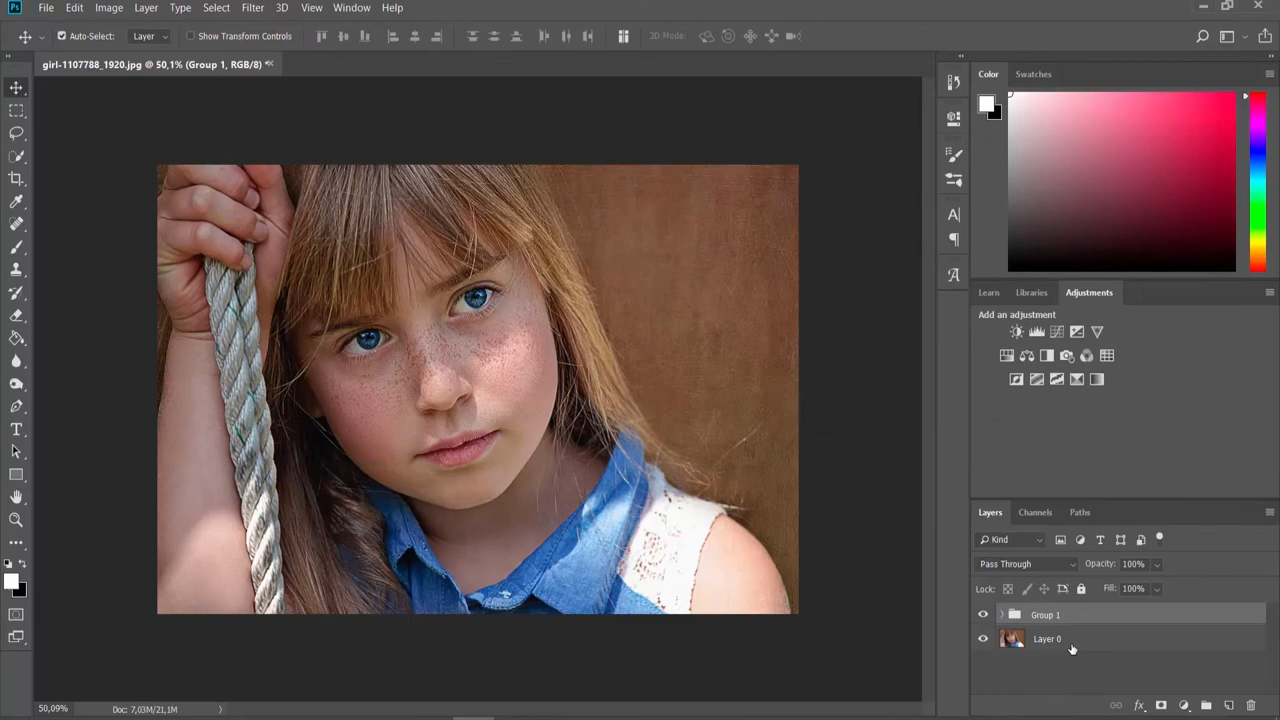 Ps File Edit Image Layer Type Select Filter 3D View Window Help
Auto-Select: Layer Show Transform Controls 3D Mode:
girl-1107788_1920.jpg @ 50,1% (Group 1, RGB/8) *
Color Swatches
Learn Libraries Adjustments
Add an adjustment
Layers Channels Paths
Kind
Pass Through Opacity: 100%
Lock: Fill: 100%
Group 1
Layer 0
50,09% Doc: 7,03M/21,1M
fx